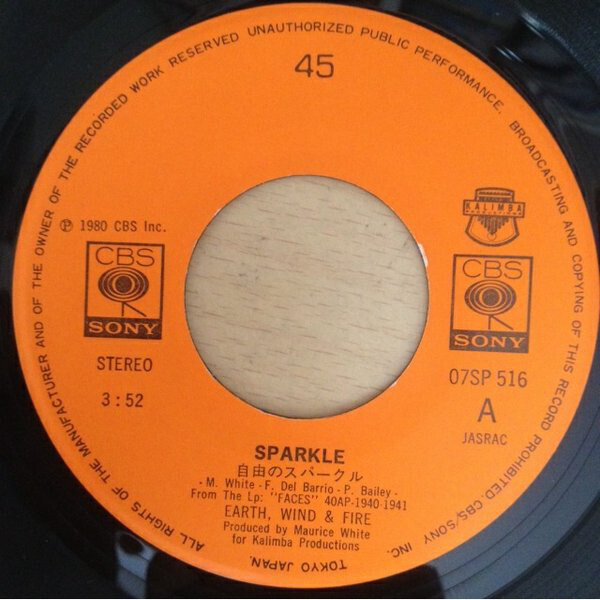 ALL RIGHTS OF THE MANUFACTURER AND OF THE OWNER OF THE RECORDED WORK RESERVED UNAUTHORIZED PUBLIC PERFORMANCE. BROADCASTING AND COPYING OF THIS RECORD PROHIBITED. CBS/SONY INC.
TOKYO JAPAN.
45
KALIMBA
Ⓟ 1980 CBS Inc.
CBS
SONY
CBS
SONY
STEREO
07SP 516
3:52
A
JASRAC
SPARKLE
自由のスパークル
- M. White - F. Del Barrio - P. Bailey -
From The Lp: "FACES" 40AP-1940-1941
EARTH, WIND & FIRE
Produced by Maurice White
for Kalimba Productions